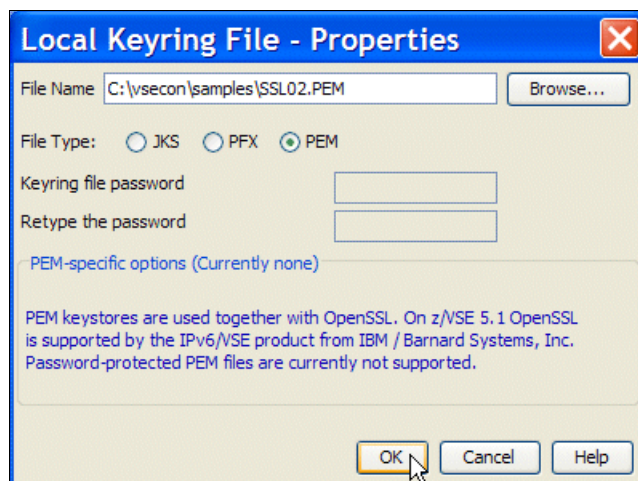 Local Keyring File - Properties
File Name C:\vsecon\samples\SSL02.PEM Browse...
File Type: JKS PFX PEM
Keyring file password
Retype the password
PEM-specific options (Currently none)
PEM keystores are used together with OpenSSL. On z/VSE 5.1 OpenSSL
is supported by the IPv6/VSE product from IBM / Barnard Systems, Inc.
Password-protected PEM files are currently not supported.
OK Cancel Help